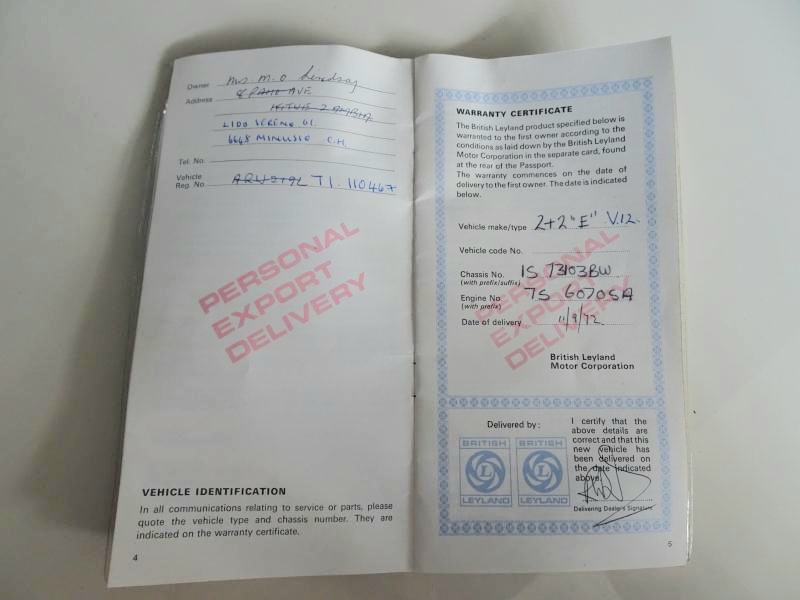 Owner Mrs M. O Lindsay
Address AVE
KITWE ZAMBIA
LIDO SERENO 61.
6648 MINUSIO C.H.
Tel. No.
Vehicle
Reg. No. TI. 110467
PERSONAL
EXPORT
DELIVERY
VEHICLE IDENTIFICATION
In all communications relating to service or parts, please
quote the vehicle type and chassis number. They are
indicated on the warranty certificate.
4
WARRANTY CERTIFICATE
The British Leyland product specified below is
warranted to the first owner according to the
conditions as laid down by the British Leyland
Motor Corporation in the separate card, found
at the rear of the Passport.
The warranty commences on the date of
delivery to the first owner. The date is indicated
below.
Vehicle make/type 2+2 "E" V.12.
Vehicle code No.
Chassis No. 1S 73103BW
(with prefix/suffix)
Engine No. 7S 6070SA
(with prefix)
Date of delivery 11/9/72.
PERSONAL
EXPORT
DELIVERY
British Leyland
Motor Corporation
Delivered by:
BRITISH
L
LEYLAND
BRITISH
L
LEYLAND
I certify that the
above details are
correct and that this
new vehicle has
been delivered on
the date indicated
above.
Delivering Dealers Signature
5